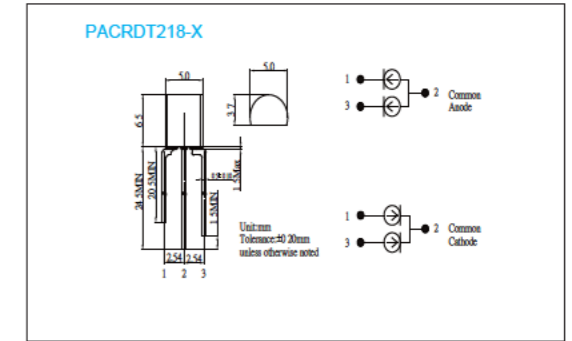 PACRDT218-X
5.0
5.0
6.5
3.7
24.5MIN
20.5MIN
1.5Max
1.5MIN
2.54 2.54
1 2 3
Unit:mm
Tolerance:±0.20mm
unless otherwise noted
1
3
2 Common
Anode
1
3
2 Common
Cathode